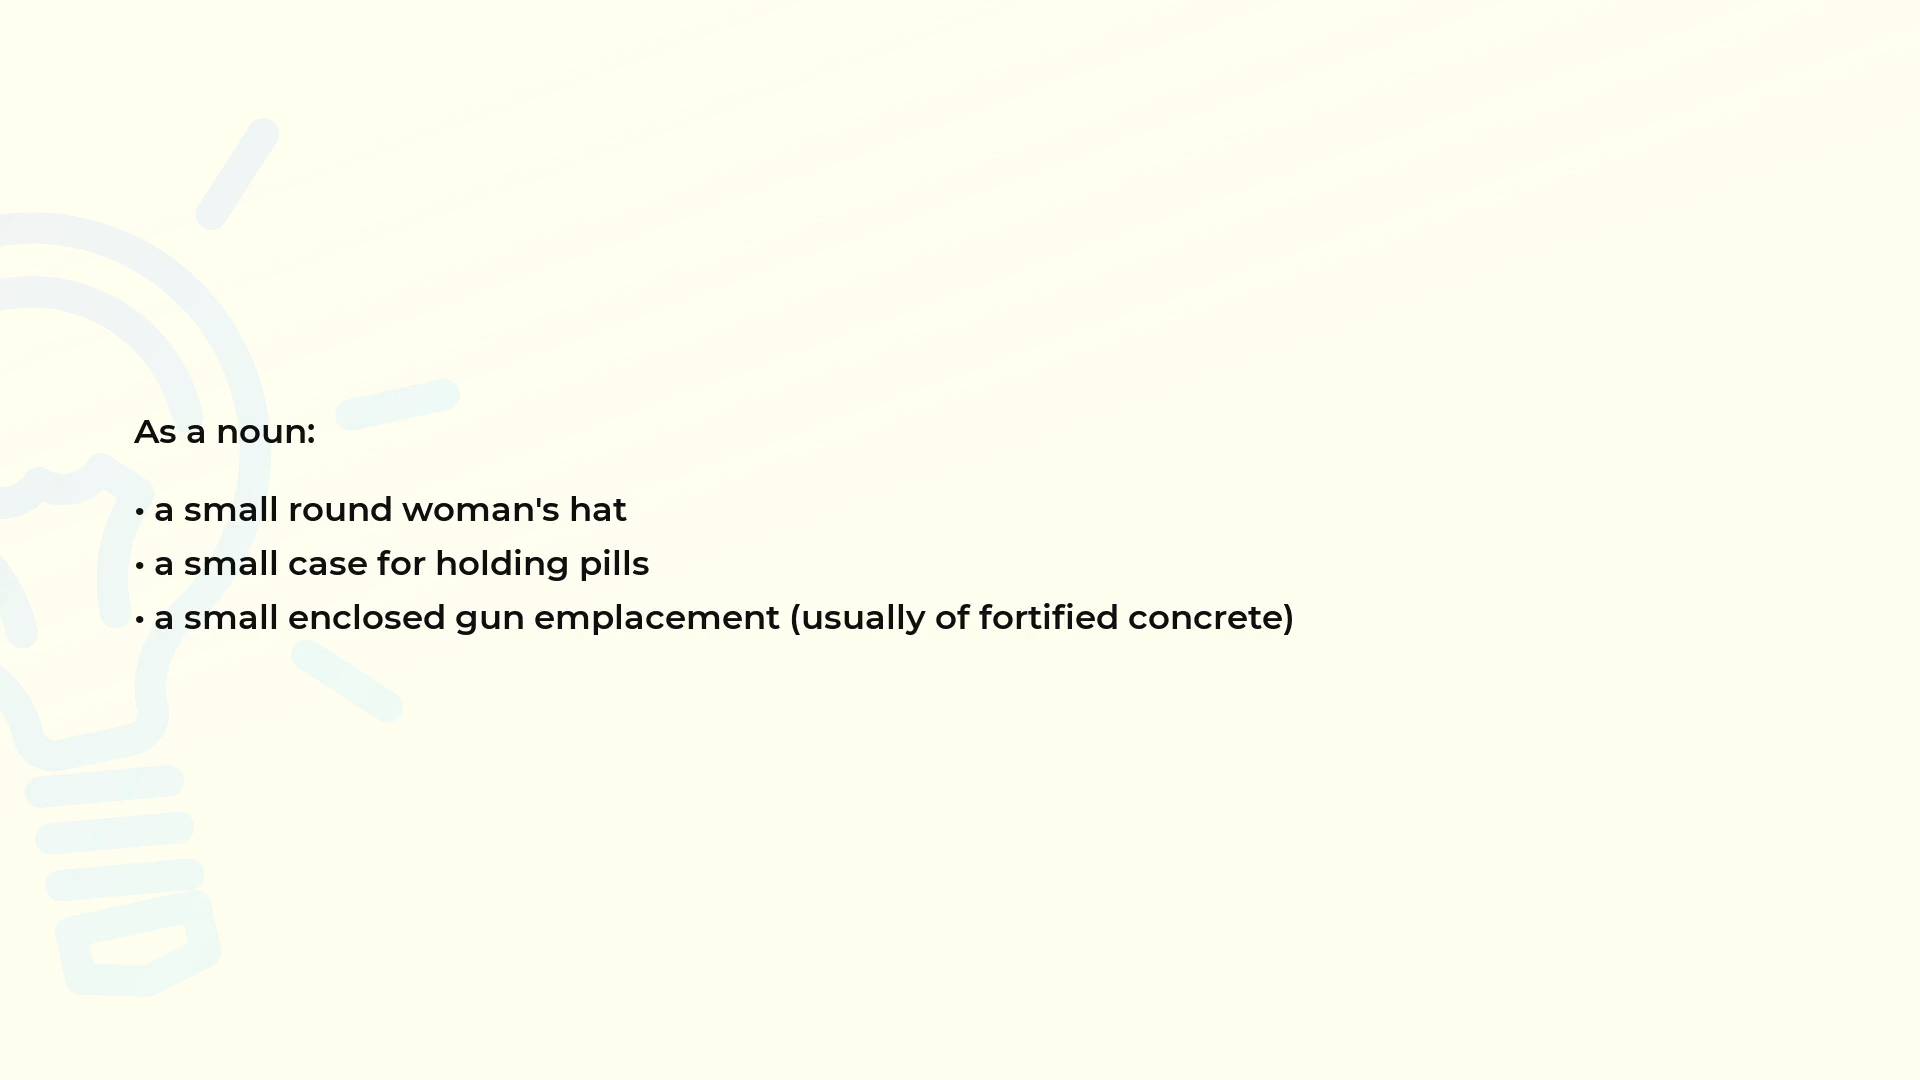 As a noun:
• a small round woman's hat
• a small case for holding pills
• a small enclosed gun emplacement (usually of fortified concrete)